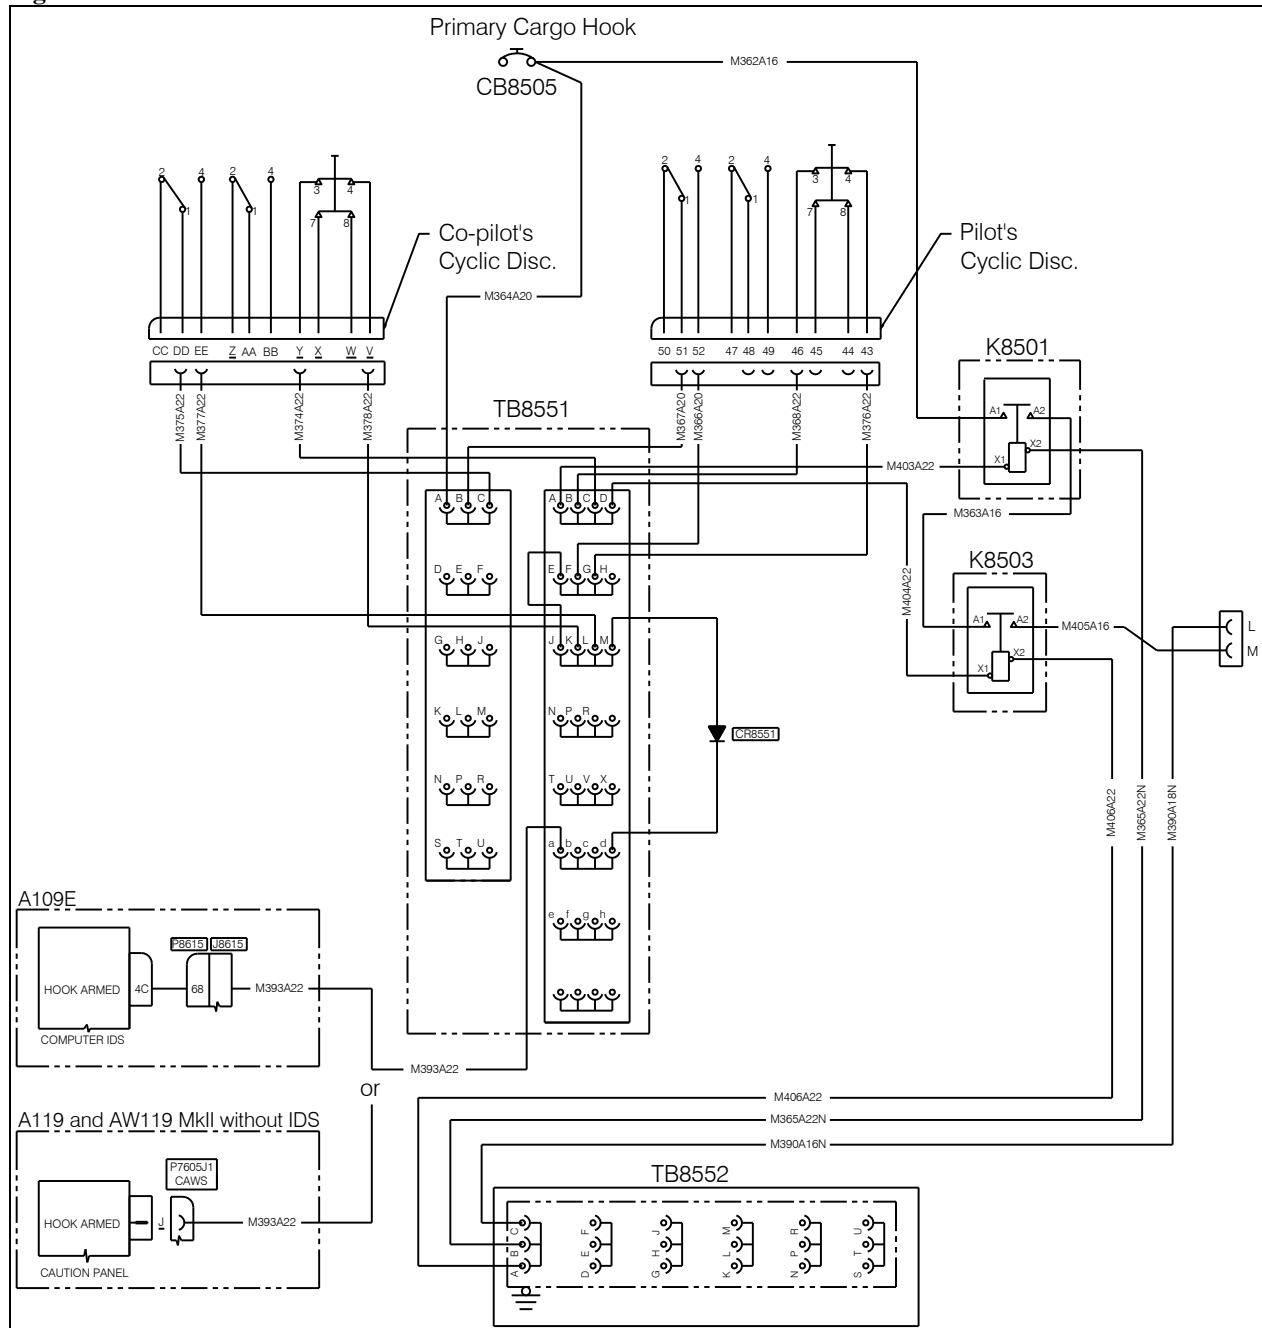 Primary Cargo Hook
CB8505
M362A16
2 4 2 4
1 1
3 4
7 8
2 4 2 4
1 1
3 4
7 8
Co-pilot's
Cyclic Disc.
Pilot's
Cyclic Disc.
M364A20
CC DD EE Z AA BB Y X W V
50 51 52 47 48 49 46 45 44 43
M375A22
M377A22
M374A22
M378A22
M367A20
M366A20
M368A22
M376A22
K8501
A1 A2
X1 X2
TB8551
M403A22
M363A16
A B C
D E F
G H J
K L M
N P R
S T U
A B C D
E F G H
J K L M
N P R
T U V X
a b c d
e f g h
K8503
A1 A2
X1 X2
M404A22
M405A16
L
M
CR8551
M406A22
M365A22N
M390A18N
A109E
HOOK ARMED
4C
P8615
J8615
68
M393A22
COMPUTER IDS
M393A22
or
A119 and AW119 MkII without IDS
P7605J1
CAWS
HOOK ARMED
J
M393A22
CAUTION PANEL
M406A22
M365A22N
M390A16N
TB8552
C F J M R U
B E H L P T
A D G K N S